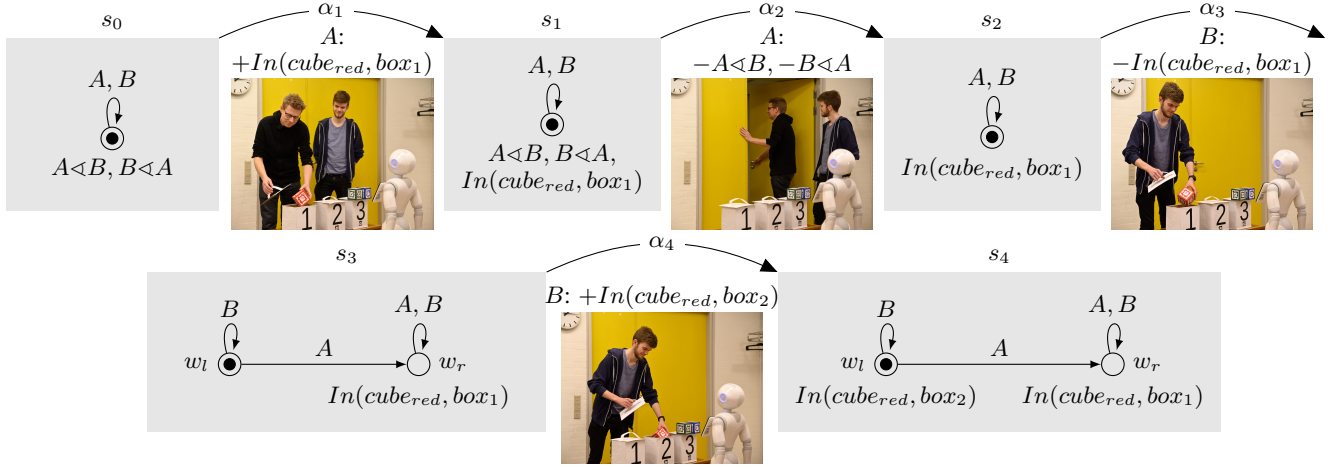 s₀
α₁
s₁
α₂
s₂
α₃
A:
+In(cube_red, box₁)
A:
−A⊲B, −B⊲A
B:
−In(cube_red, box₁)
A, B
A⊲B, B⊲A
A, B
A⊲B, B⊲A,
In(cube_red, box₁)
A, B
In(cube_red, box₁)
1 2 3
1 2 3
1 2 3
s₃
α₄
s₄
B: +In(cube_red, box₂)
B
A, B
w_l
A
w_r
In(cube_red, box₁)
B
A, B
w_l
A
w_r
In(cube_red, box₂)
In(cube_red, box₁)
1 2 3